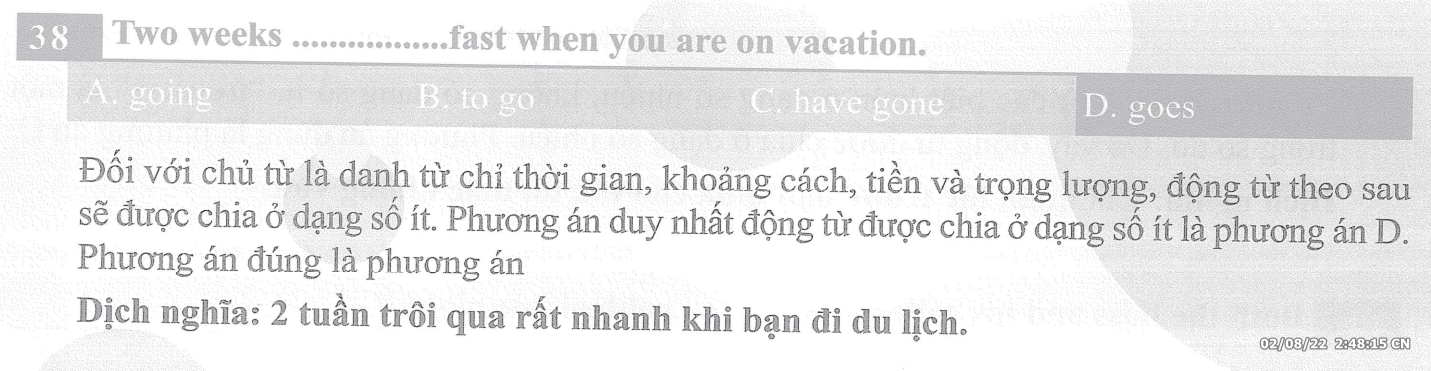 38 Two weeks .................fast when you are on vacation.
A. going B. to go C. have gone D. goes
Đối với chủ từ là danh từ chỉ thời gian, khoảng cách, tiền và trọng lượng, động từ theo sau
sẽ được chia ở dạng số ít. Phương án duy nhất động từ được chia ở dạng số ít là phương án D.
Phương án đúng là phương án
Dịch nghĩa: 2 tuần trôi qua rất nhanh khi bạn đi du lịch.
02/08/22 2:48:15 CN